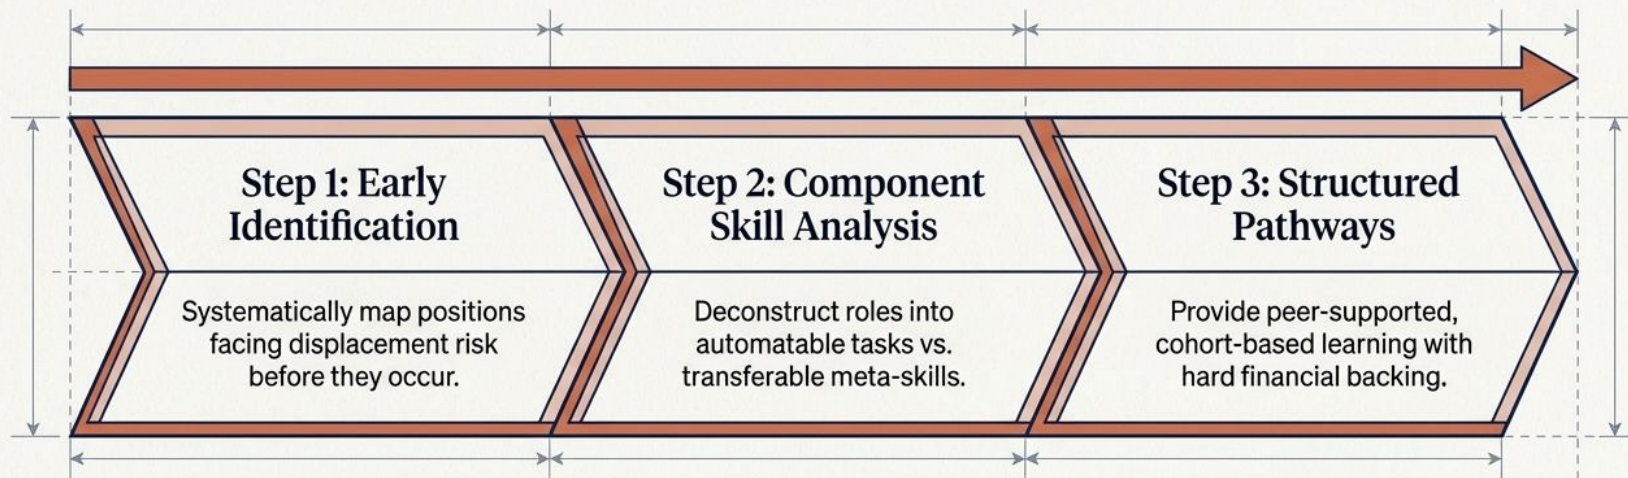 Step 1: Early
Identification
Systematically map positions
facing displacement risk
before they occur.
Step 2: Component
Skill Analysis
Deconstruct roles into
automatable tasks vs.
transferable meta-skills.
Step 3: Structured
Pathways
Provide peer-supported,
cohort-based learning with
hard financial backing.